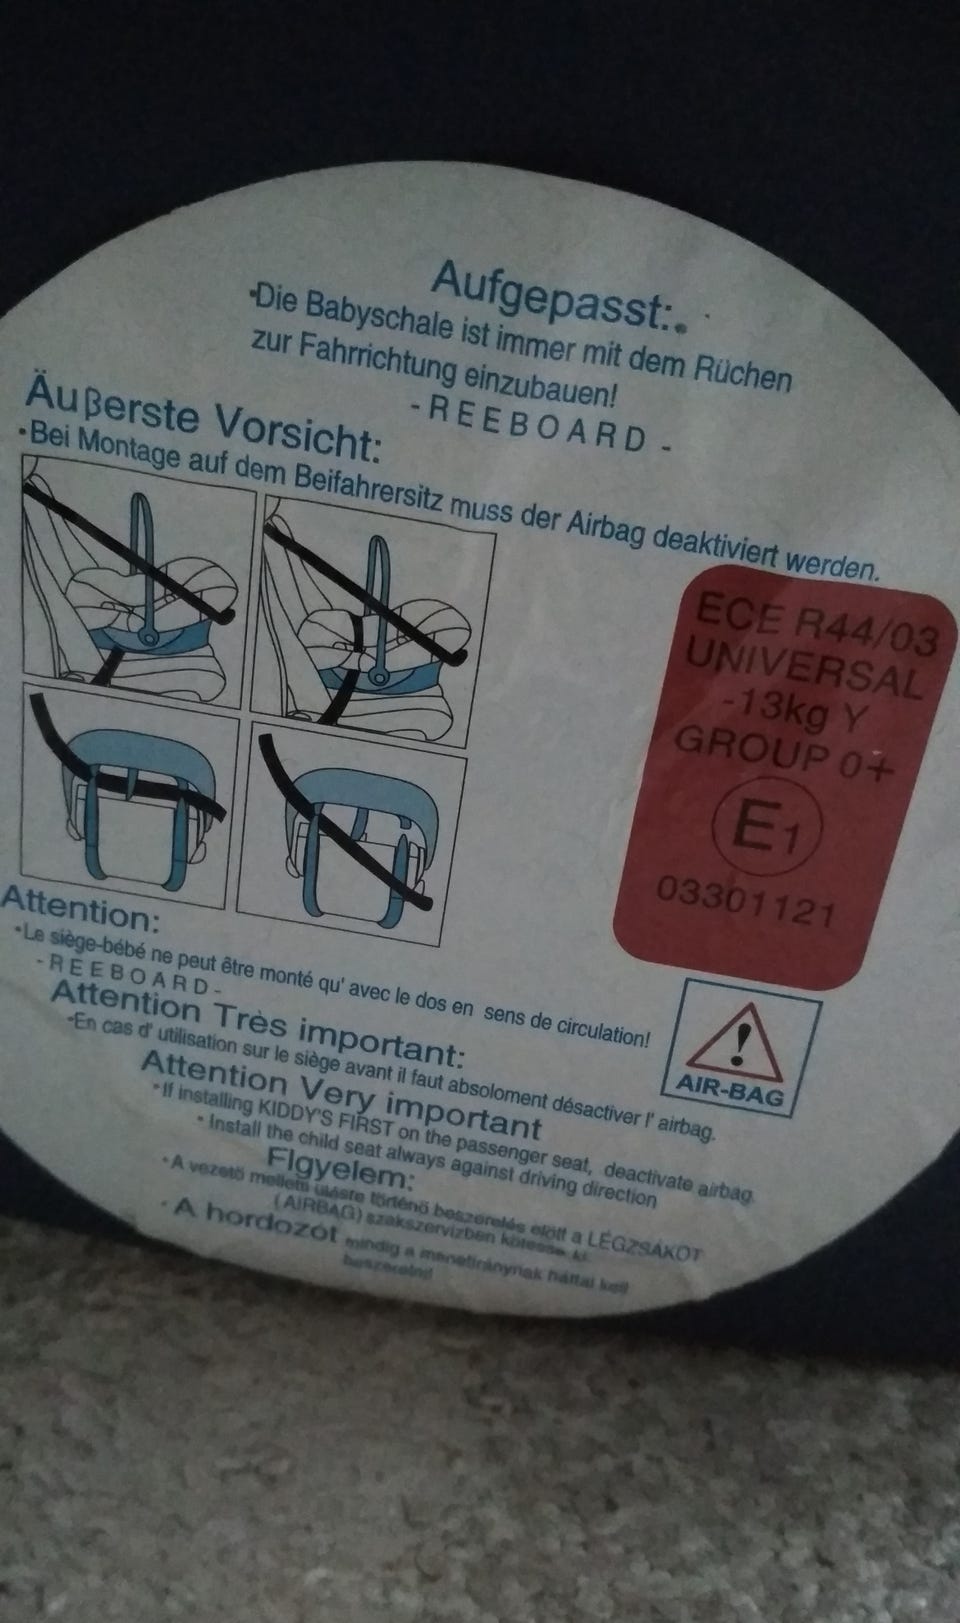 Aufgepasst:
•Die Babyschale ist immer mit dem Rüchen
zur Fahrrichtung einzubauen!
- R E E B O A R D -
Äußerste Vorsicht:
•Bei Montage auf dem Beifahrersitz muss der Airbag deaktiviert werden.
ECE R44/03
UNIVERSAL
-13kg Y
GROUP 0+
E1
03301121
Attention:
•Le siège-bébé ne peut être monté qu' avec le dos en sens de circulation!
- R E E B O A R D -
Attention Très important:
•En cas d' utilisation sur le siège avant il faut absoloment désactiver l' airbag.
AIR-BAG
Attention Very important
•If installing KIDDY'S FIRST on the passenger seat, deactivate airbag.
• Install the child seat always against driving direction
FIgyelem:
•A vezető melletti ülésre történő beszerelés előtt a LÉGZSÁKOT
(AIRBAG) szakszervizben kötesse ki.
· A hordozót mindig a menetiránynak háttal kell
beszerelni!